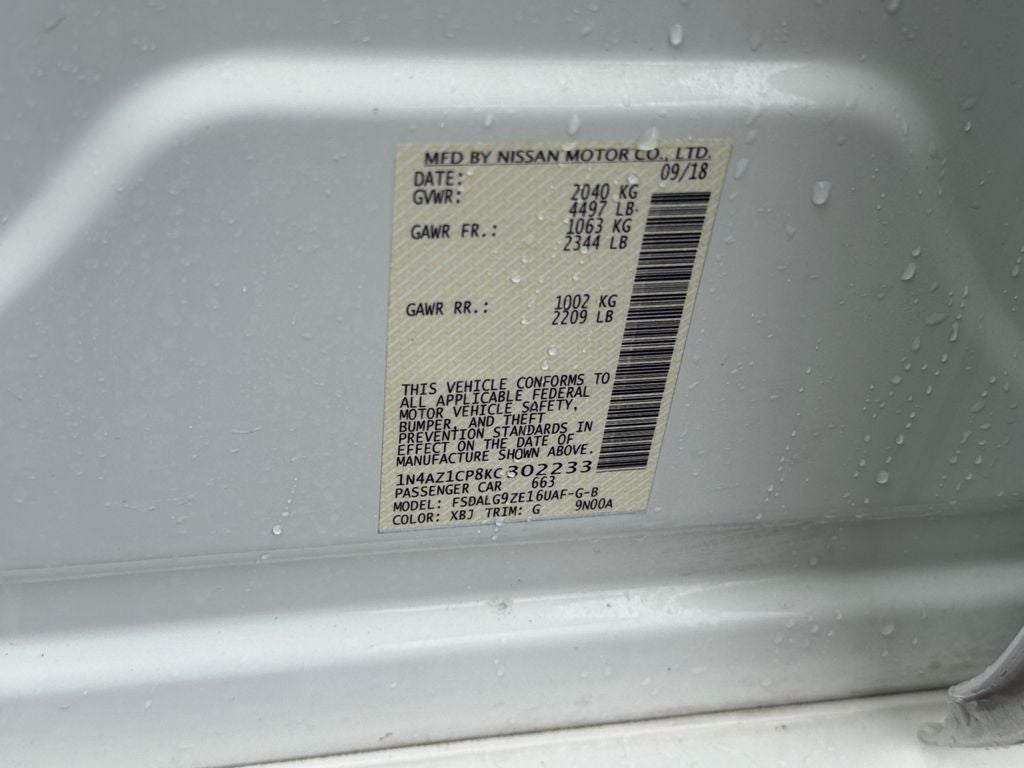 MFD BY NISSAN MOTOR CO., LTD.
DATE: 09/18
GVWR: 2040 KG
4497 LB
GAWR FR.: 1063 KG
2344 LB
GAWR RR.: 1002 KG
2209 LB
THIS VEHICLE CONFORMS TO
ALL APPLICABLE FEDERAL
MOTOR VEHICLE SAFETY,
BUMPER, AND THEFT
PREVENTION STANDARDS IN
EFFECT ON THE DATE OF
MANUFACTURE SHOWN ABOVE.
1N4AZ1CP8KC302233
PASSENGER CAR 663
MODEL: FSDALG9ZE16UAF-G-B
COLOR: XBJ TRIM: G 9N00A